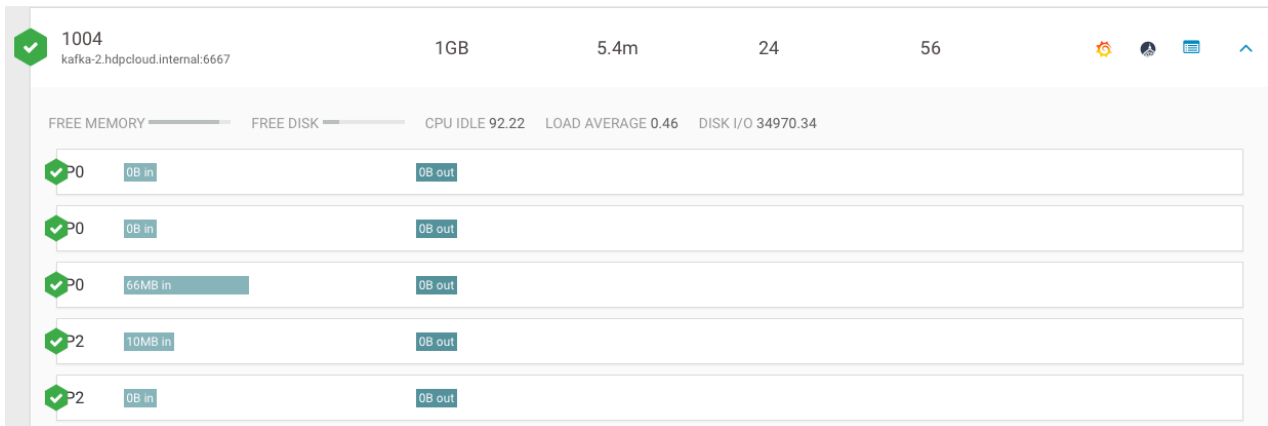 1004 1GB 5.4m 24 56
kafka-2.hdpcloud.internal:6667
FREE MEMORY FREE DISK CPU IDLE 92.22 LOAD AVERAGE 0.46 DISK I/O 34970.34
P0 0B in 0B out
P0 0B in 0B out
P0 66MB in 0B out
P2 10MB in 0B out
P2 0B in 0B out